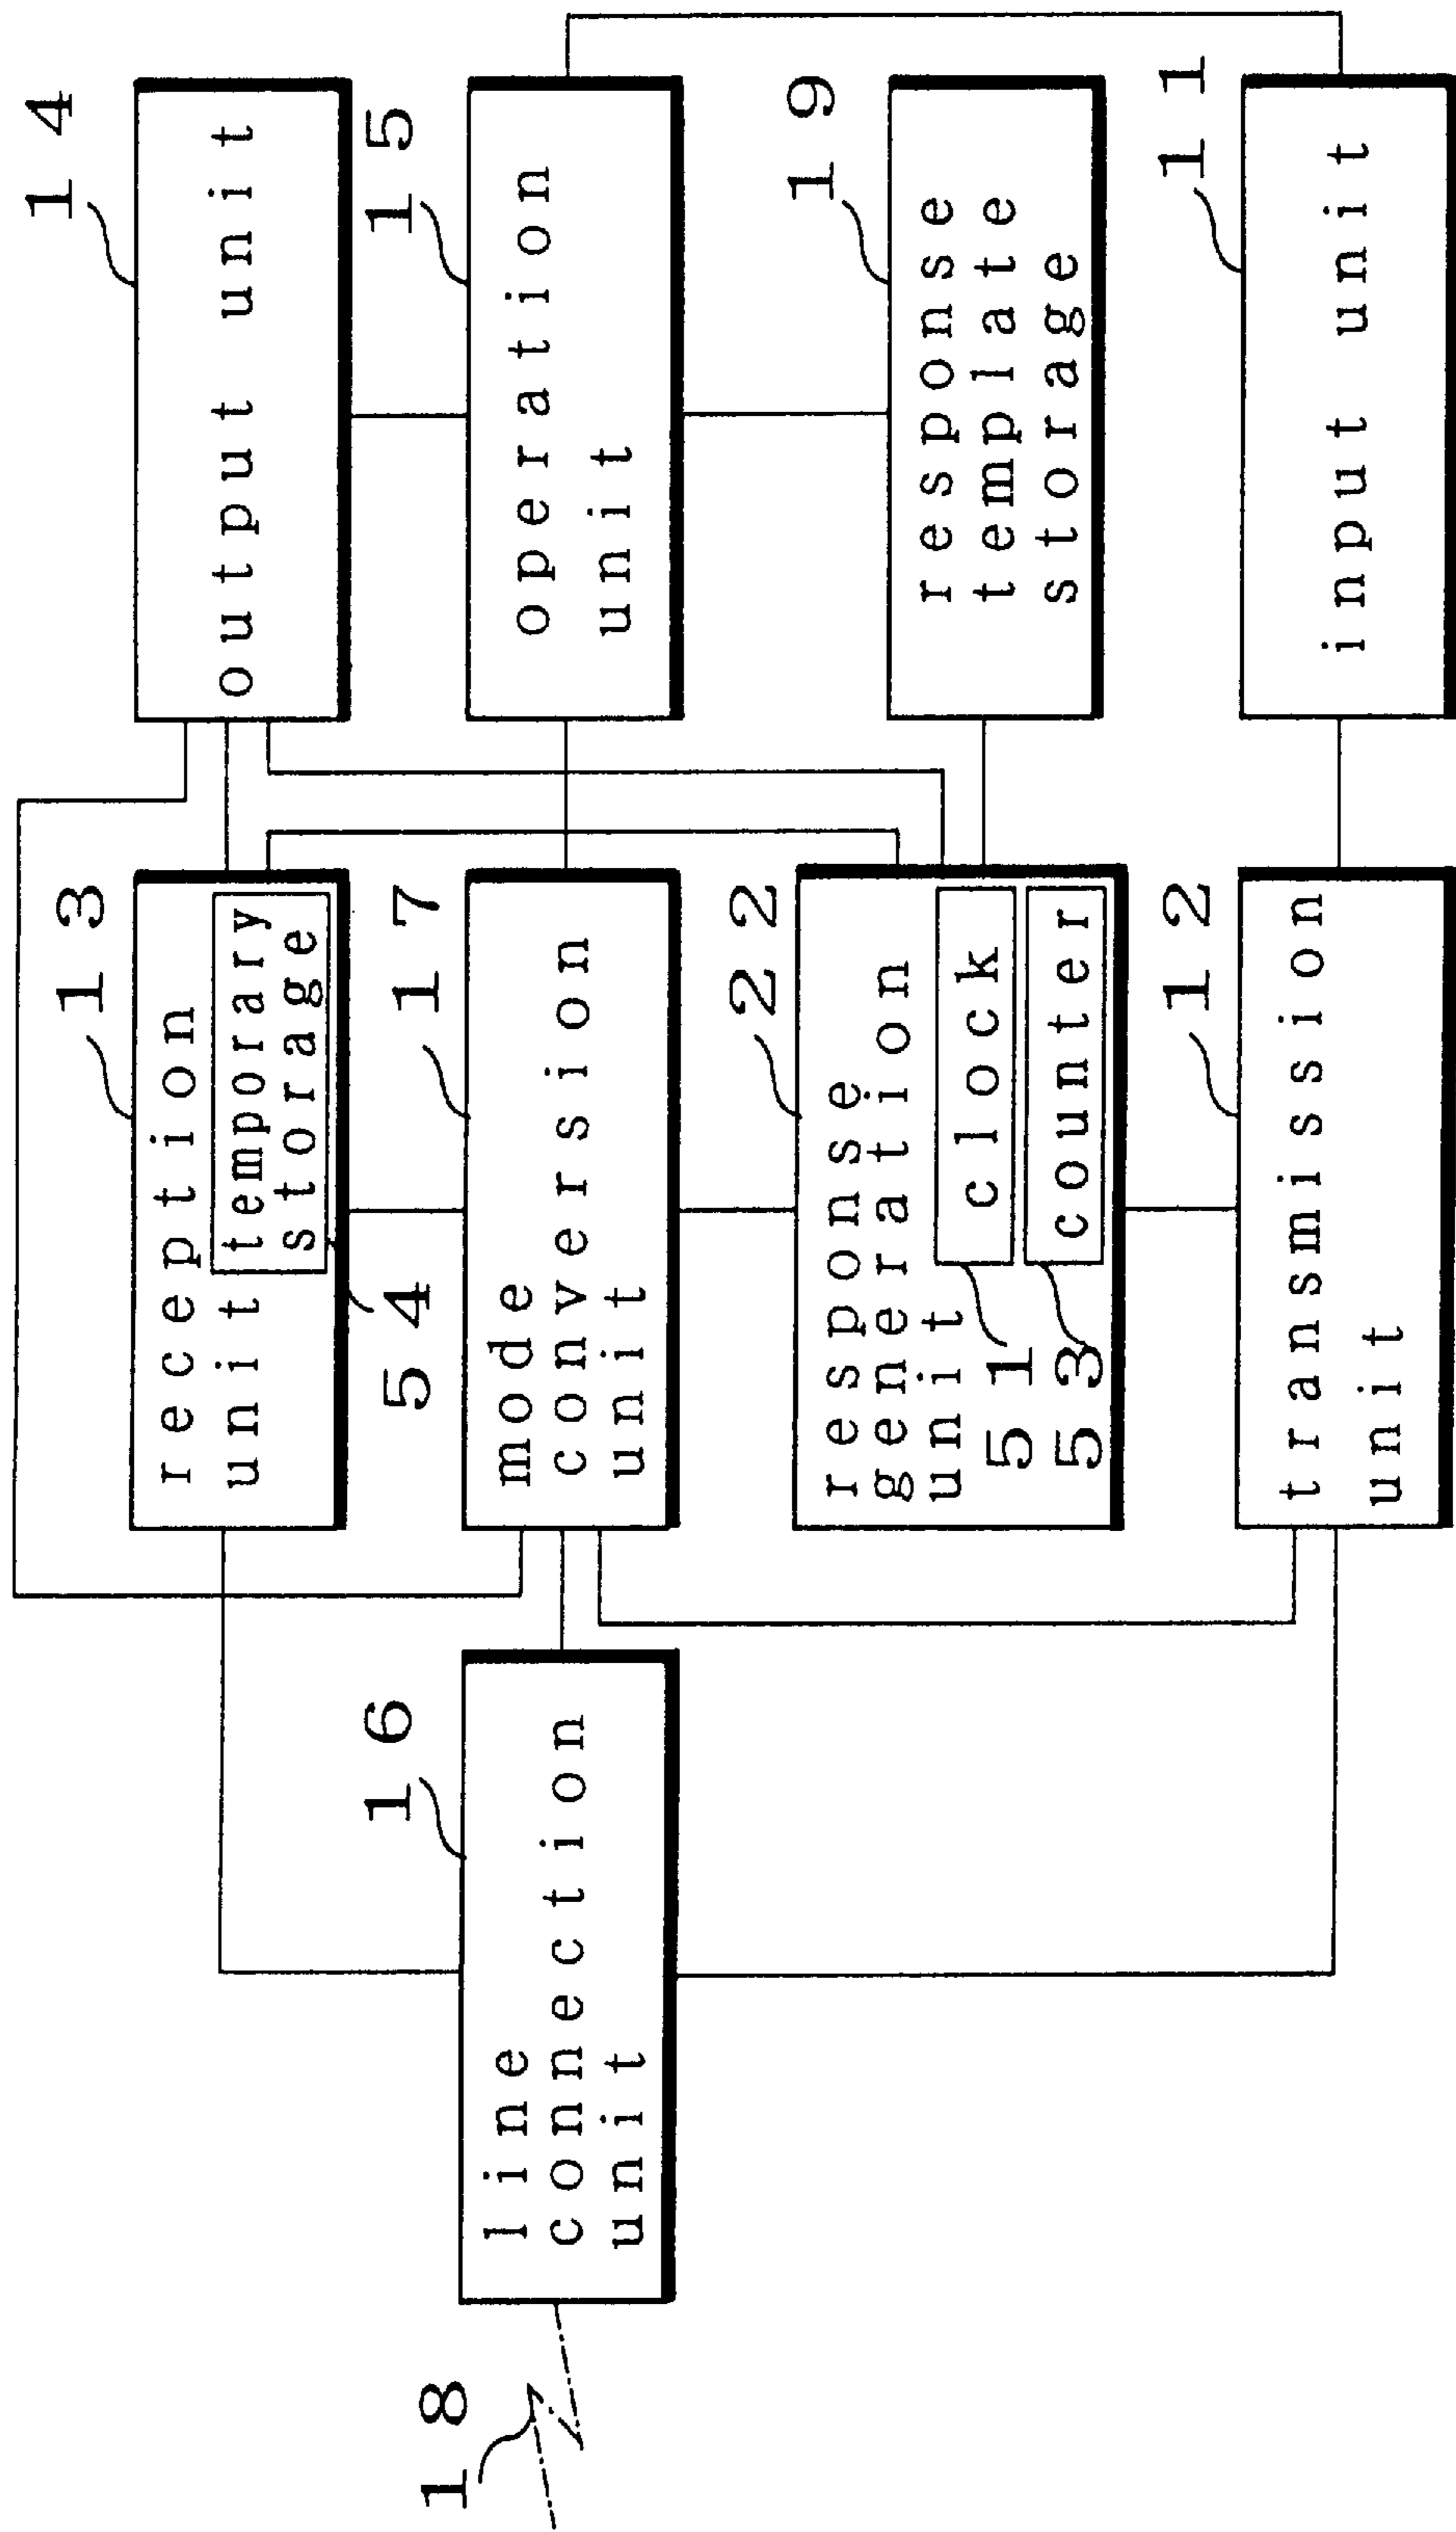 14
output unit
13
reception
unit
temporary
storage
54
15
operation
unit
17
mode
conversion
unit
16
line
connection
unit
18
19
response
template
storage
22
response
generation
unit
clock
51
counter
53
11
input unit
12
transmission
unit